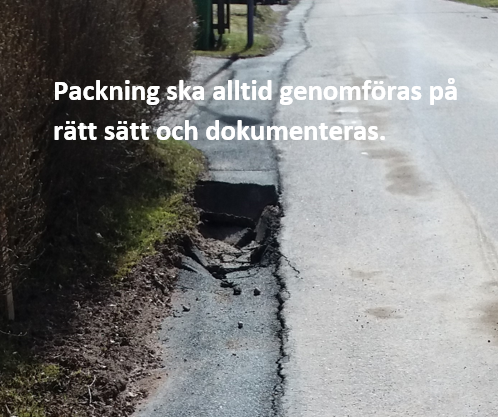 Packning ska alltid genomföras på
rätt sätt och dokumenteras.